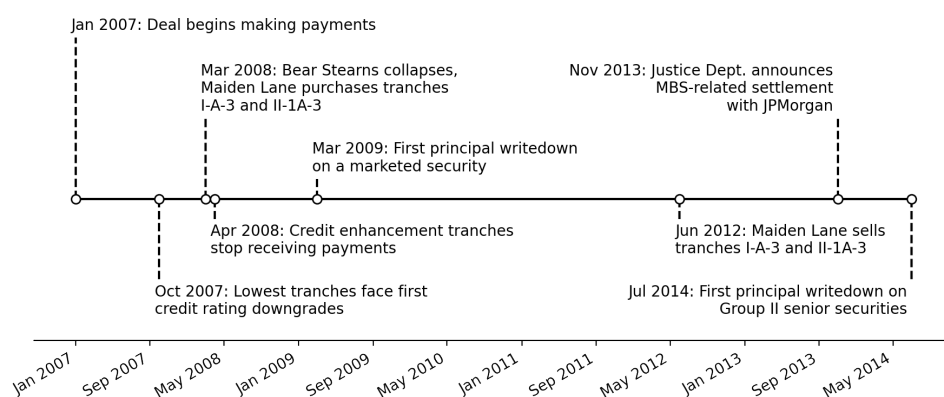 Jan 2007: Deal begins making payments
Mar 2008: Bear Stearns collapses,
Maiden Lane purchases tranches
I-A-3 and II-1A-3
Nov 2013: Justice Dept. announces
MBS-related settlement
with JPMorgan
Mar 2009: First principal writedown
on a marketed security
Apr 2008: Credit enhancement tranches
stop receiving payments
Jun 2012: Maiden Lane sells
tranches I-A-3 and II-1A-3
Oct 2007: Lowest tranches face first
credit rating downgrades
Jul 2014: First principal writedown on
Group II senior securities
Jan 2007
Sep 2007
May 2008
Jan 2009
Sep 2009
May 2010
Jan 2011
Sep 2011
May 2012
Jan 2013
Sep 2013
May 2014